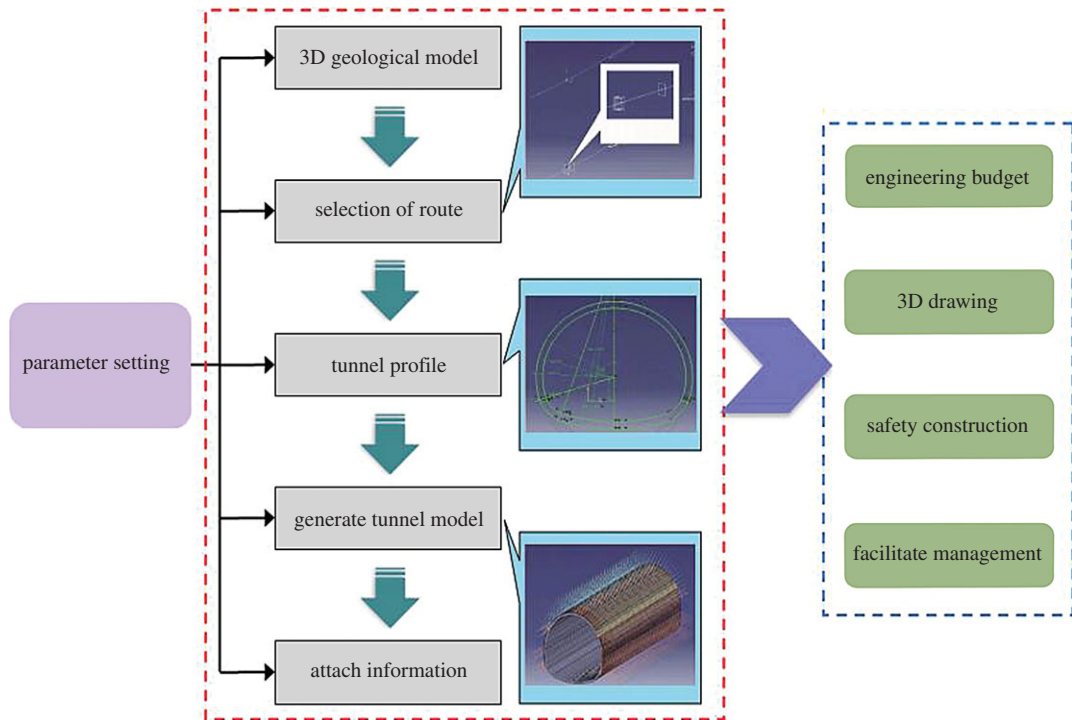 parameter setting
3D geological model
selection of route
tunnel profile
generate tunnel model
attach information
engineering budget
3D drawing
safety construction
facilitate management